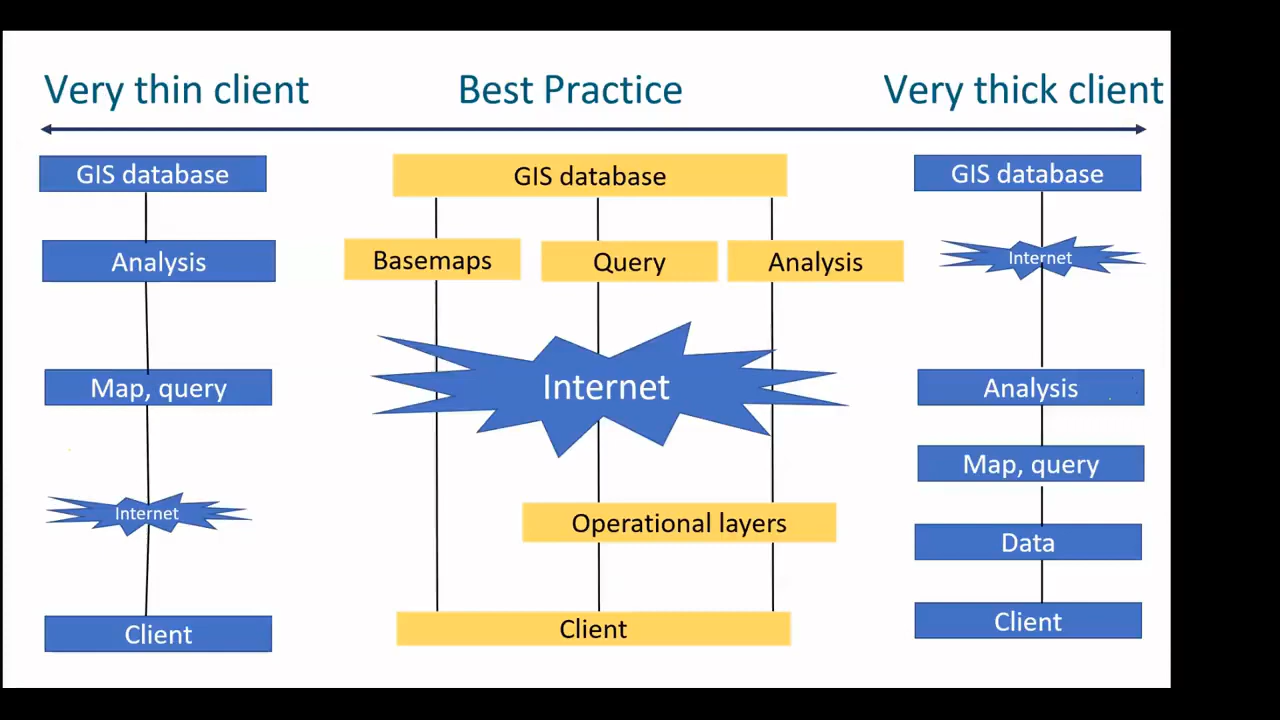 Very thin client
Best Practice
Very thick client
GIS database
Analysis
Map, query
Internet
Client
GIS database
Basemaps
Query
Analysis
Internet
Operational layers
Client
GIS database
Internet
Analysis
Map, query
Data
Client